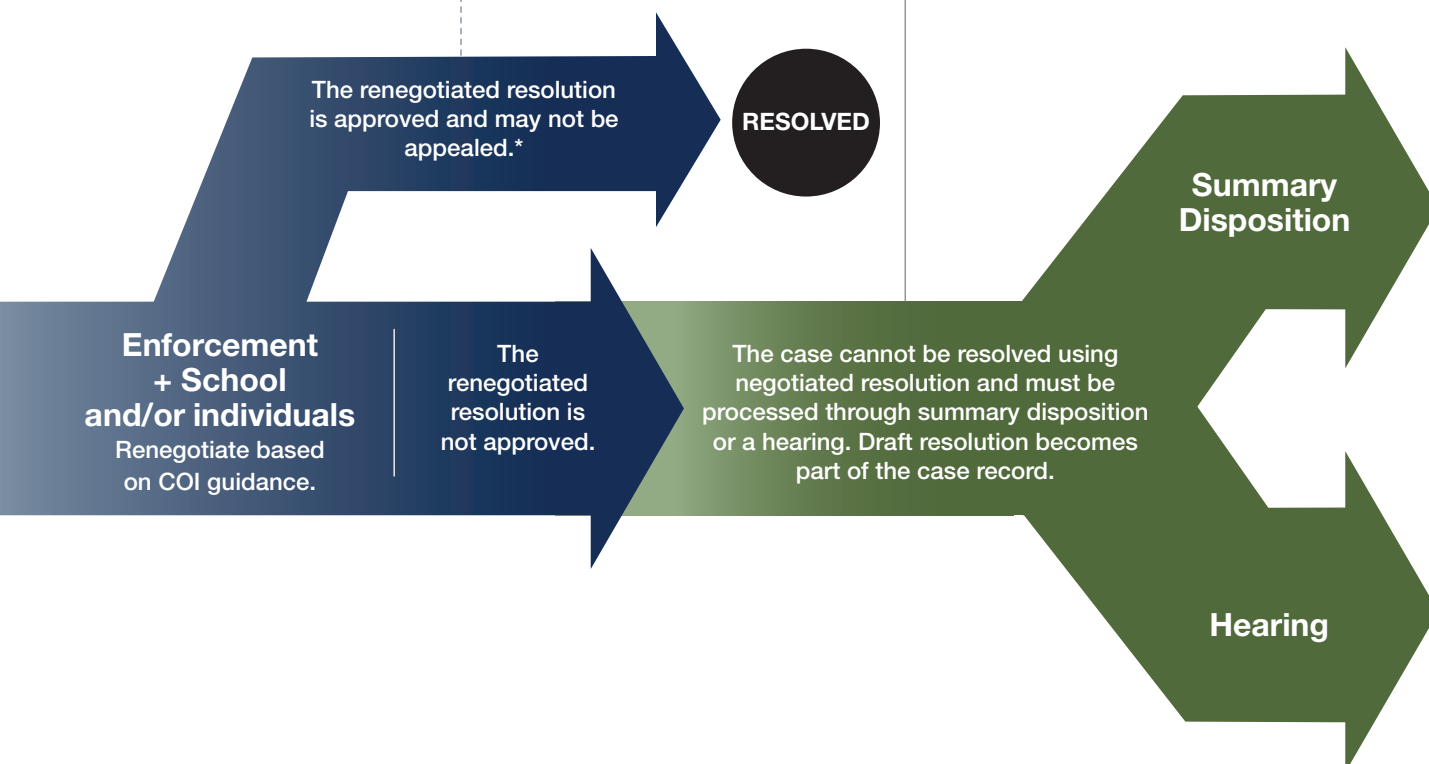 The renegotiated resolution
is approved and may not be
appealed.*
RESOLVED
Summary
Disposition
Enforcement
+ School
and/or individuals
Renegotiate based
on COI guidance.
The
renegotiated
resolution is
not approved.
The case cannot be resolved using
negotiated resolution and must be
processed through summary disposition
or a hearing. Draft resolution becomes
part of the case record.
Hearing